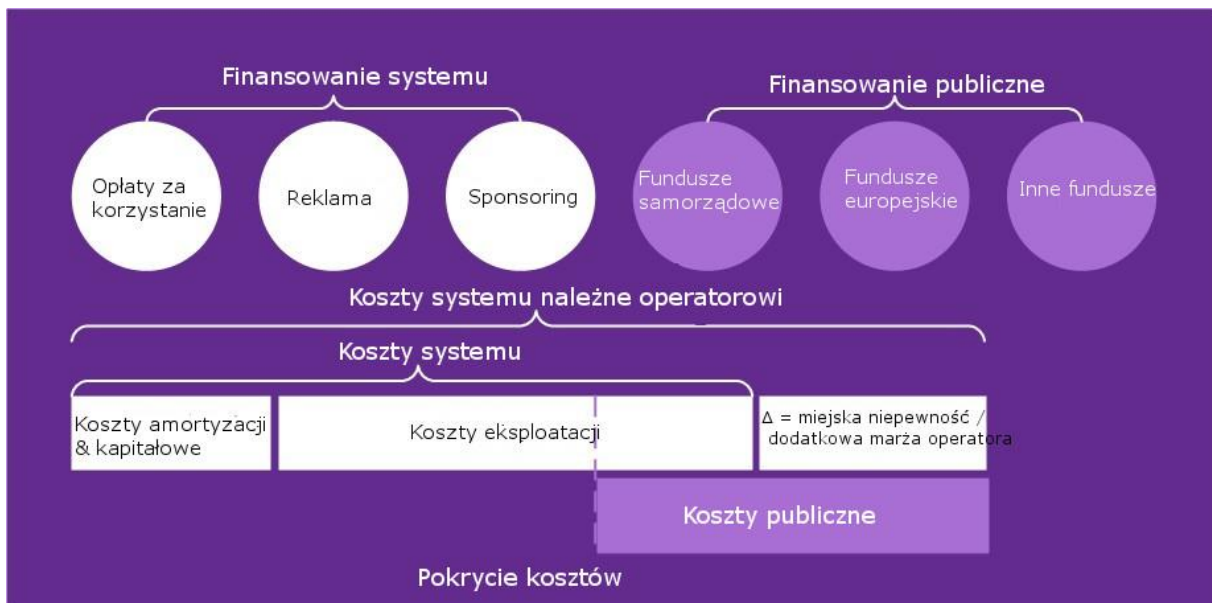 Finansowanie systemu
Finansowanie publiczne
Opłaty za
korzystanie
Reklama
Sponsoring
Fundusze
samorządowe
Fundusze
europejskie
Inne fundusze
Koszty systemu należne operatorowi
Koszty systemu
Koszty amortyzacji
& kapitałowe
Koszty eksploatacji
Δ = miejska niepewność /
dodatkowa marża operatora
Koszty publiczne
Pokrycie kosztów